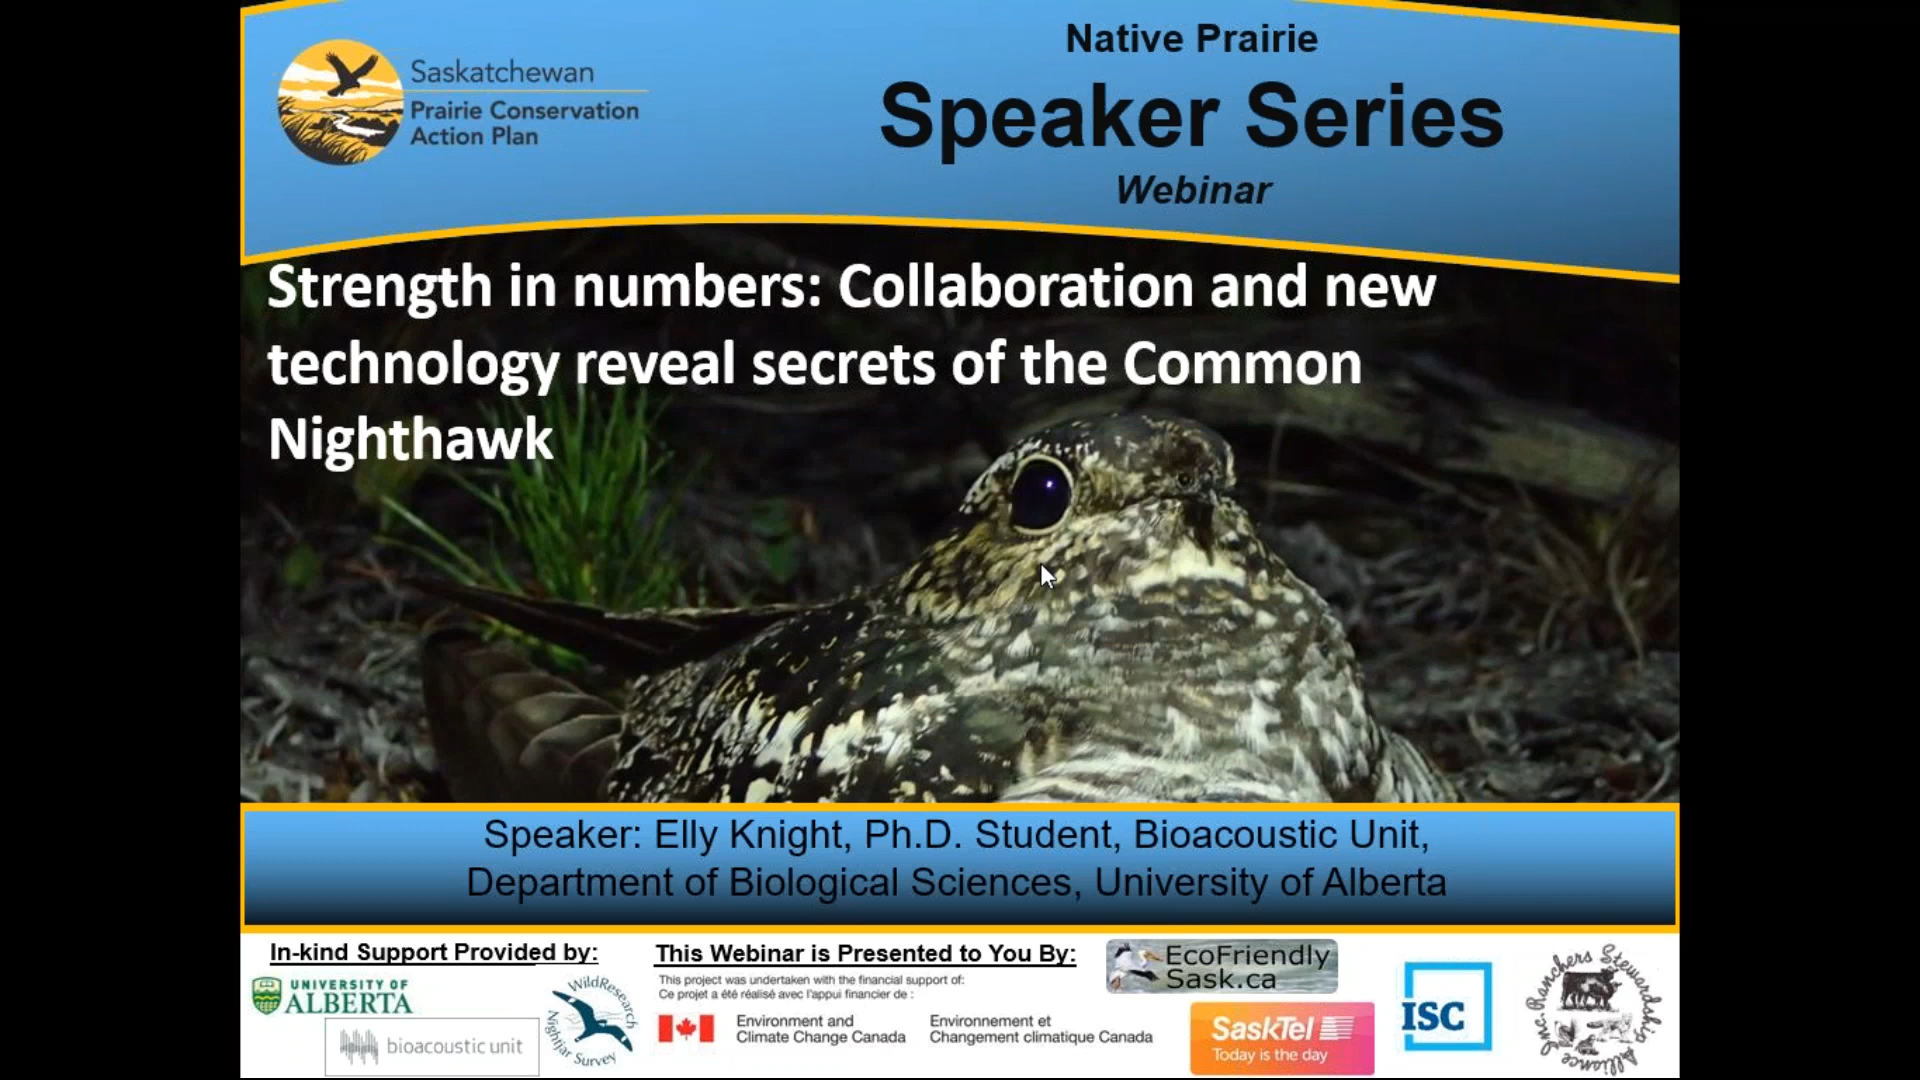 Saskatchewan
Prairie Conservation
Action Plan
Native Prairie
Speaker Series
Webinar
Strength in numbers: Collaboration and new
technology reveal secrets of the Common
Nighthawk
Speaker: Elly Knight, Ph.D. Student, Bioacoustic Unit,
Department of Biological Sciences, University of Alberta
In-kind Support Provided by:
UNIVERSITY OF
ALBERTA
bioacoustic unit
WildResearch
Nightjar Survey
This Webinar is Presented to You By:
This project was undertaken with the financial support of:
Ce projet a été réalisé avec l'appui financier de :
Environment and
Climate Change Canada
Environnement et
Changement climatique Canada
EcoFriendly
Sask.ca
SaskTel
Today is the day
ISC
Ranchers Stewardship
Alliance Inc.